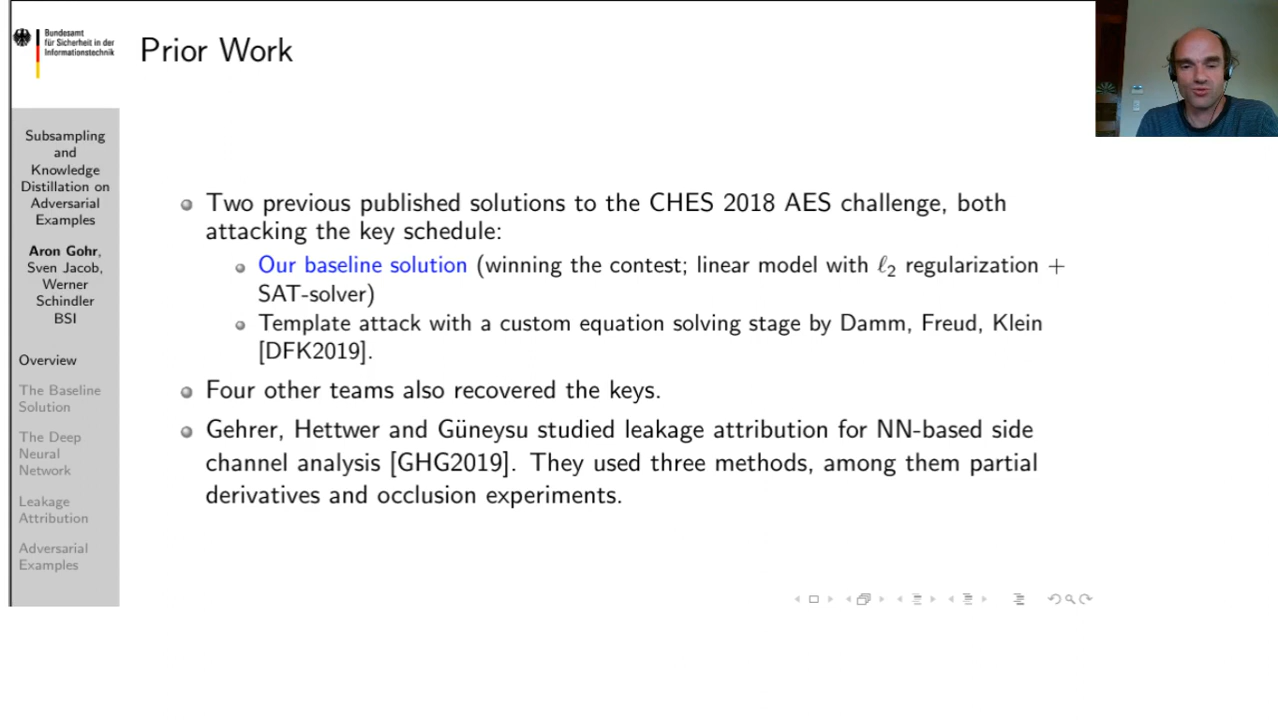 Bundesamt
für Sicherheit in der
Informationstechnik
Prior Work
Subsampling
and
Knowledge
Distillation on
Adversarial
Examples
Aron Gohr,
Sven Jacob,
Werner
Schindler
BSI
Overview
The Baseline
Solution
The Deep
Neural
Network
Leakage
Attribution
Adversarial
Examples
Two previous published solutions to the CHES 2018 AES challenge, both
attacking the key schedule:
Our baseline solution (winning the contest; linear model with ℓ₂ regularization +
SAT-solver)
Template attack with a custom equation solving stage by Damm, Freud, Klein
[DFK2019].
Four other teams also recovered the keys.
Gehrer, Hettwer and Güneysu studied leakage attribution for NN-based side
channel analysis [GHG2019]. They used three methods, among them partial
derivatives and occlusion experiments.